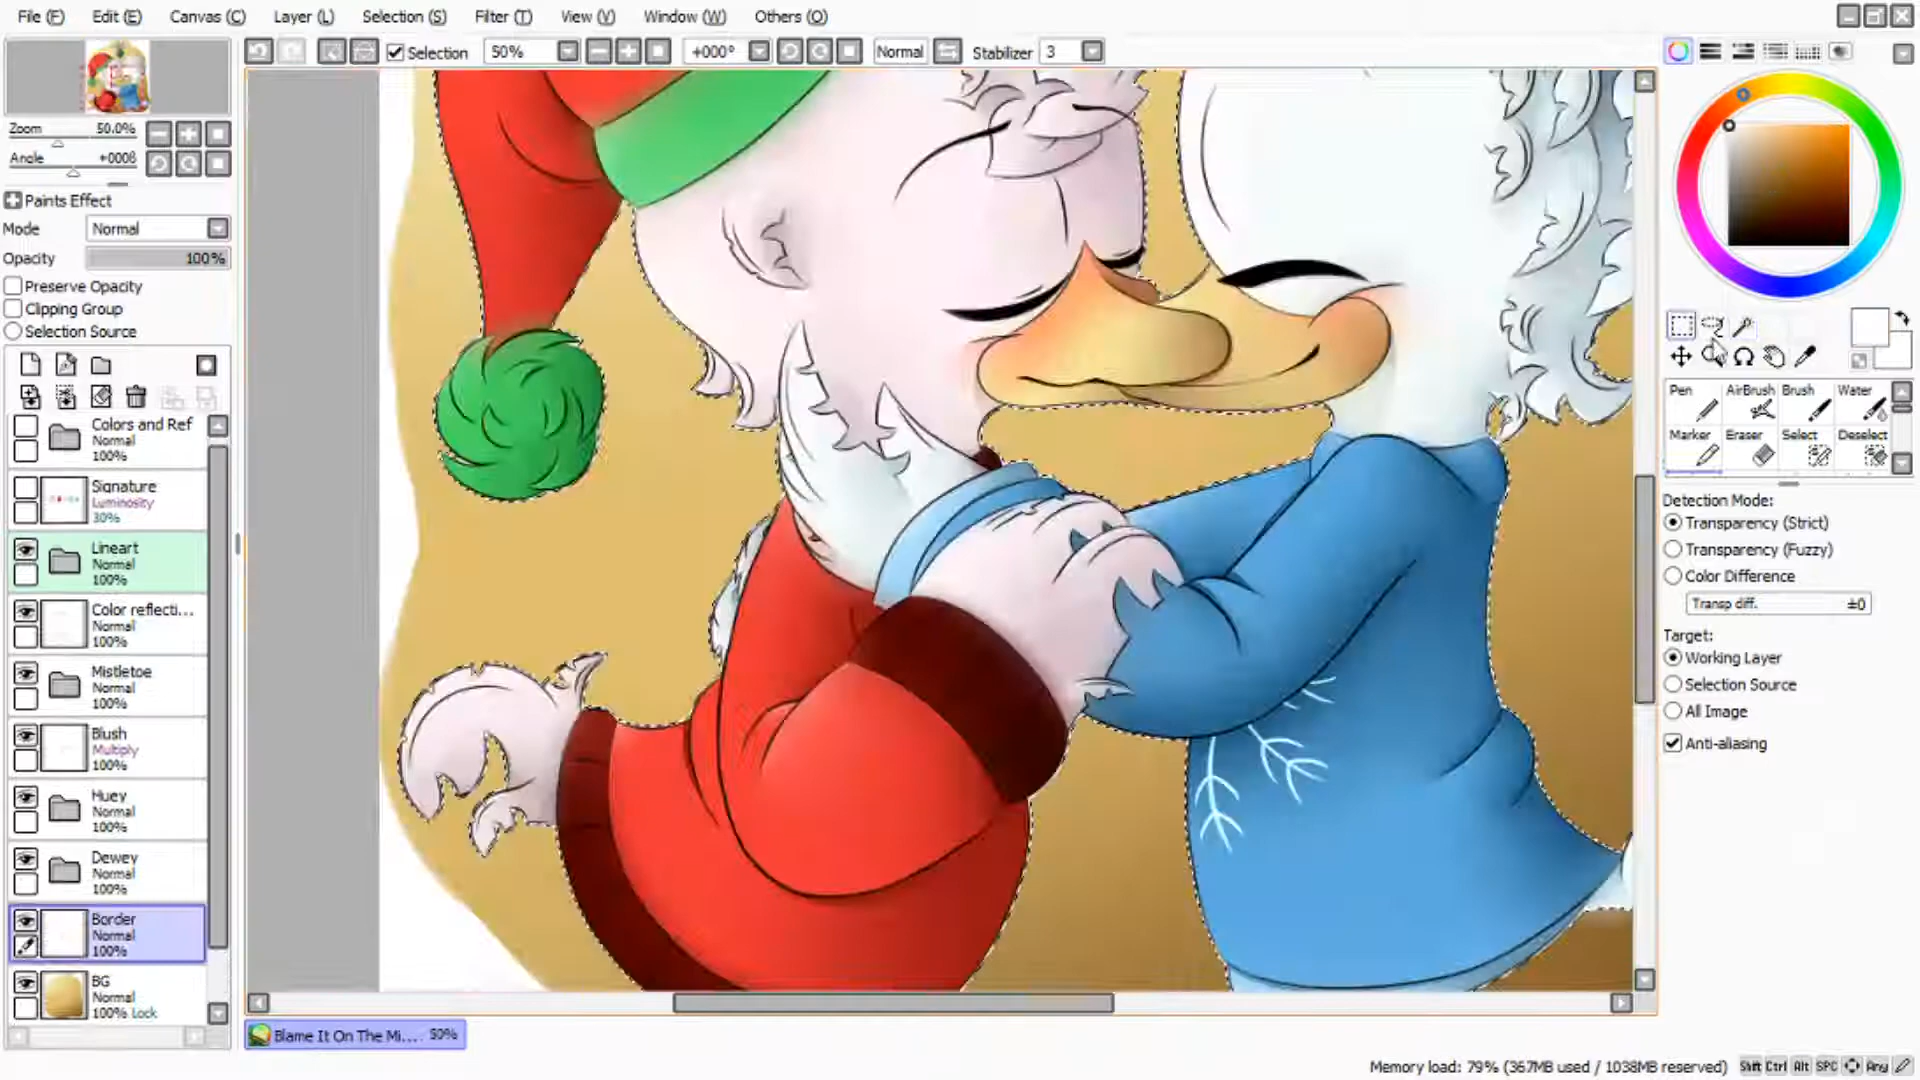 File (F) Edit (E) Canvas (C) Layer (L) Selection (S) Filter (T) View (V) Window (W) Others (O)
Selection 50% +000° Normal Stabilizer 3
Zoom 50.0%
Angle +000ß
Paints Effect
Mode Normal
Opacity 100%
Preserve Opacity
Clipping Group
Selection Source
Colors and Ref
Normal
100%
Signature
Luminosity
30%
Lineart
Normal
100%
Color reflecti...
Normal
100%
Mistletoe
Normal
100%
Blush
Multiply
100%
Huey
Normal
100%
Dewey
Normal
100%
Border
Normal
100%
BG
Normal
100% Lock
Pen AirBrush Brush Water
Marker Eraser Select Deselect
Detection Mode:
Transparency (Strict)
Transparency (Fuzzy)
Color Difference
Transp diff. ±0
Target:
Working Layer
Selection Source
All Image
Anti-aliasing
Blame It On The Mi... 50%
Memory load: 79% (367MB used / 1038MB reserved) Shift Ctrl Alt SPC Any